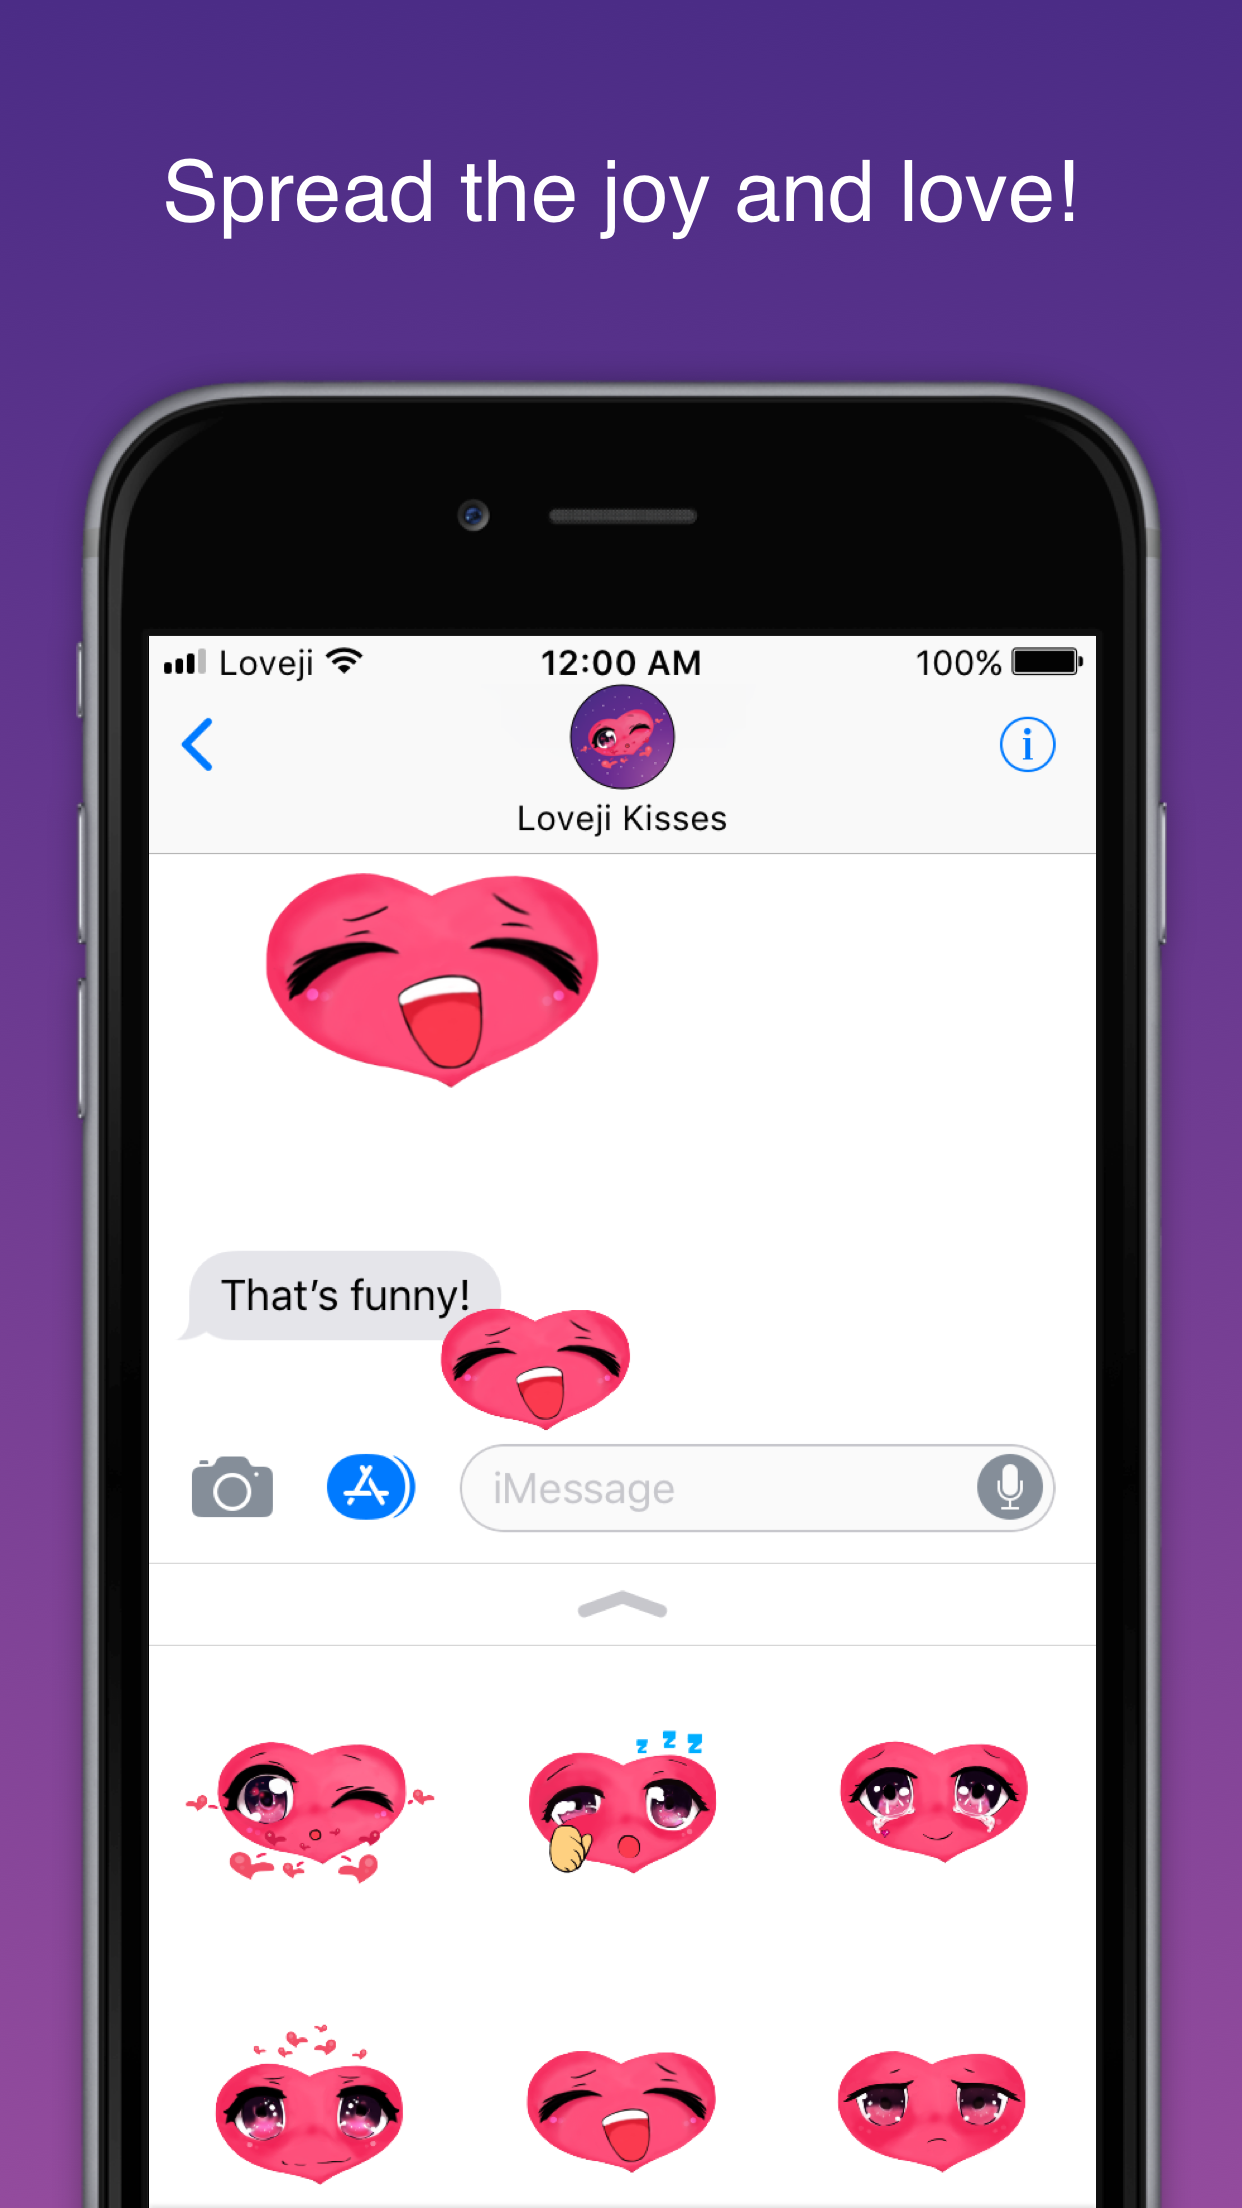 Spread the joy and love!
Loveji 12:00 AM 100%
Loveji Kisses
That’s funny!
iMessage
z z z